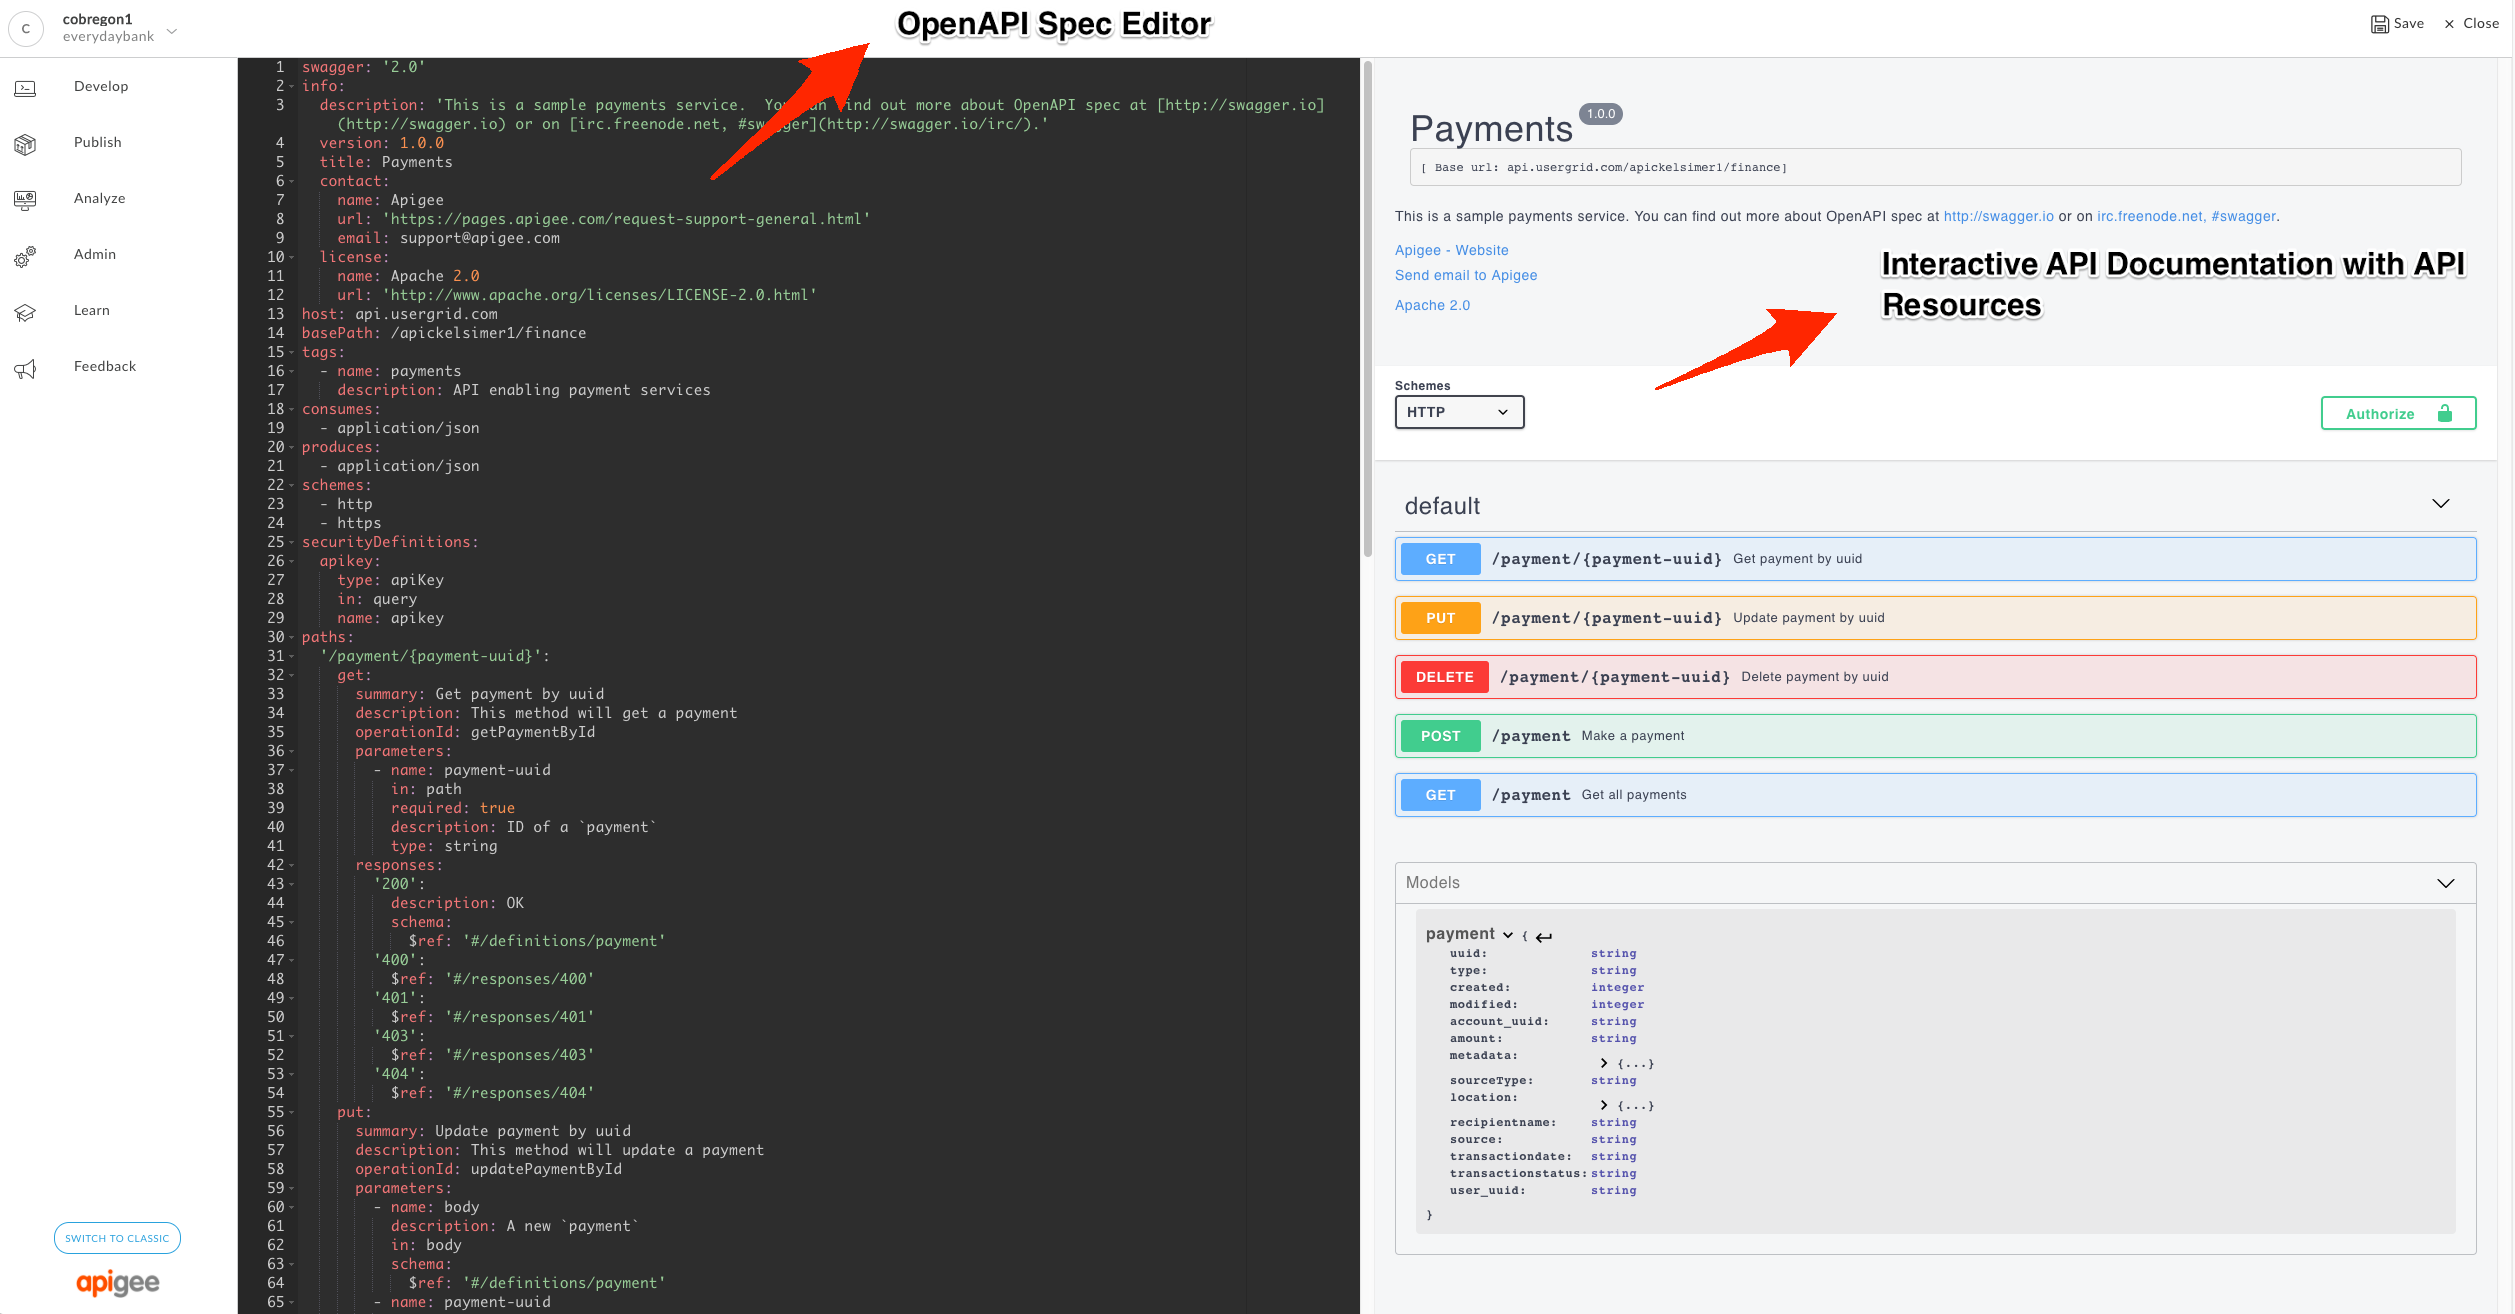 C
cobregon1
everydaybank
OpenAPI Spec Editor
Save
× Close
Develop
Publish
Analyze
Admin
Learn
Feedback
SWITCH TO CLASSIC
apigee
1 swagger: '2.0'
2 info:
3 description: 'This is a sample payments service. You find out more about OpenAPI spec at [http://swagger.io]
(http://swagger.io) or on [irc.freenode.net, #swagger](http://swagger.io/irc/).'
4 version: 1.0.0
5 title: Payments
6 contact:
7 name: Apigee
8 url: 'https://pages.apigee.com/request-support-general.html'
9 email: support@apigee.com
10 license:
11 name: Apache 2.0
12 url: 'http://www.apache.org/licenses/LICENSE-2.0.html'
13 host: api.usergrid.com
14 basePath: /apickelsimer1/finance
15 tags:
16 - name: payments
17 description: API enabling payment services
18 consumes:
19 - application/json
20 produces:
21 - application/json
22 schemes:
23 - http
24 - https
25 securityDefinitions:
26 apikey:
27 type: apiKey
28 in: query
29 name: apikey
30 paths:
31 '/payment/{payment-uuid}':
32 get:
33 summary: Get payment by uuid
34 description: This method will get a payment
35 operationId: getPaymentById
36 parameters:
37 - name: payment-uuid
38 in: path
39 required: true
40 description: ID of a `payment`
41 type: string
42 responses:
43 '200':
44 description: OK
45 schema:
46 $ref: '#/definitions/payment'
47 '400':
48 $ref: '#/responses/400'
49 '401':
50 $ref: '#/responses/401'
51 '403':
52 $ref: '#/responses/403'
53 '404':
54 $ref: '#/responses/404'
55 put:
56 summary: Update payment by uuid
57 description: This method will update a payment
58 operationId: updatePaymentById
59 parameters:
60 - name: body
61 description: A new `payment`
62 in: body
63 schema:
64 $ref: '#/definitions/payment'
65 - name: payment-uuid
Payments 1.0.0
[ Base url: api.usergrid.com/apickelsimer1/finance]
This is a sample payments service. You can find out more about OpenAPI spec at http://swagger.io or on irc.freenode.net, #swagger.
Apigee - Website
Send email to Apigee
Apache 2.0
Interactive API Documentation with API
Resources
Schemes
HTTP
Authorize
default
GET /payment/{payment-uuid} Get payment by uuid
PUT /payment/{payment-uuid} Update payment by uuid
DELETE /payment/{payment-uuid} Delete payment by uuid
POST /payment Make a payment
GET /payment Get all payments
Models
payment {
uuid: string
type: string
created: integer
modified: integer
account_uuid: string
amount: string
metadata:
{...}
sourceType: string
location:
{...}
recipientname: string
source: string
transactiondate: string
transactionstatus: string
user_uuid: string
}